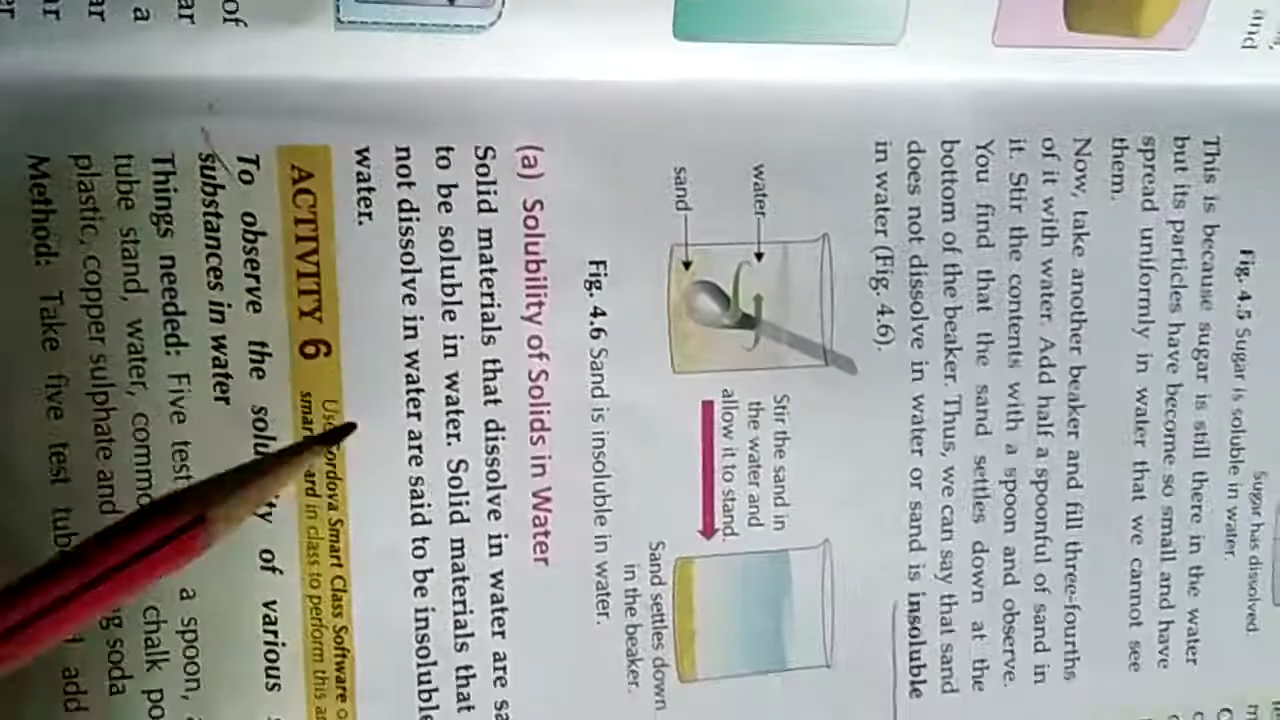 of
ar
a
ar
ar
er
and
Sugar has dissolved.
Fig. 4.5 Sugar is soluble in water.
This is because sugar is still there in the water
but its particles have become so small and have
spread uniformly in water that we cannot see
them.
Now, take another beaker and fill three-fourths
of it with water. Add half a spoonful of sand in
it. Stir the contents with a spoon and observe.
You find that the sand settles down at the
bottom of the beaker. Thus, we can say that sand
does not dissolve in water or sand is insoluble
in water (Fig. 4.6).
water
sand
Stir the sand in
the water and
allow it to stand.
Sand settles down
in the beaker.
Fig. 4.6 Sand is insoluble in water.
(a) Solubility of Solids in Water
Solid materials that dissolve in water are sa
to be soluble in water. Solid materials that
not dissolve in water are said to be insoluble
water.
ACTIVITY 6
Cordova Smart Class Software o
in class to perform this a
To observe the of various
substances in water
Things needed: Five test a spoon,
tube stand, water, chalk
plastic, copper sulphate and soda
Method: Take five test add